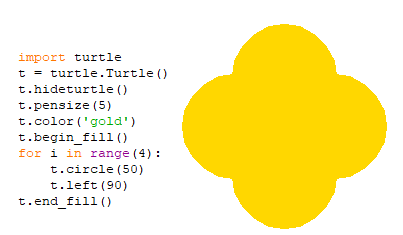 import turtle
t = turtle.Turtle()
t.hideturtle()
t.pensize(5)
t.color('gold')
t.begin_fill()
for i in range(4):
    t.circle(50)
    t.left(90)
t.end_fill()